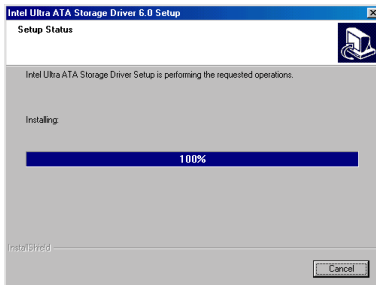 Intel Ultra ATA Storage Driver 6.0 Setup
Setup Status
Intel Ultra ATA Storage Driver Setup is performing the requested operations.
Installing:
100%
InstallShield
Cancel